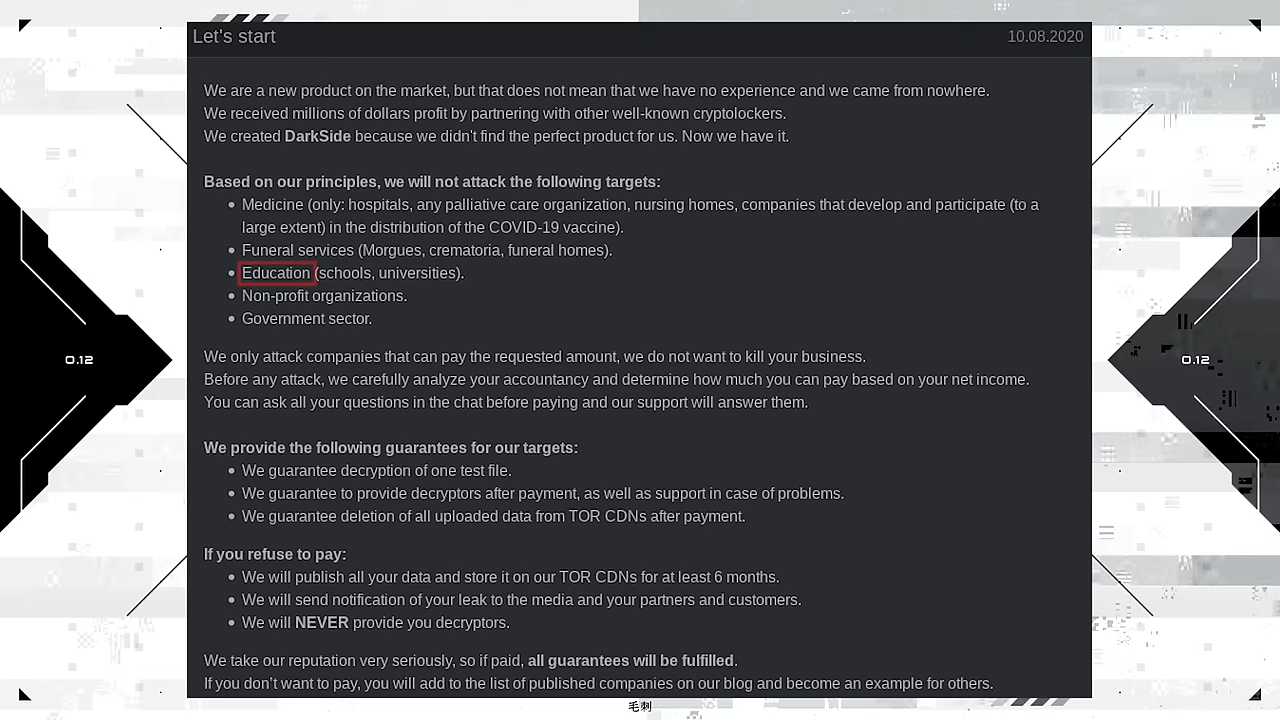 Let's start
10.08.2020
We are a new product on the market, but that does not mean that we have no experience and we came from nowhere.
We received millions of dollars profit by partnering with other well-known cryptolockers.
We created DarkSide because we didn't find the perfect product for us. Now we have it.
Based on our principles, we will not attack the following targets:
Medicine (only: hospitals, any palliative care organization, nursing homes, companies that develop and participate (to a
large extent) in the distribution of the COVID-19 vaccine).
Funeral services (Morgues, crematoria, funeral homes).
Education (schools, universities).
Non-profit organizations.
Government sector.
We only attack companies that can pay the requested amount, we do not want to kill your business.
0.12
0.12
Before any attack, we carefully analyze your accountancy and determine how much you can pay based on your net income.
You can ask all your questions in the chat before paying and our support will answer them.
We provide the following guarantees for our targets:
We guarantee decryption of one test file.
We guarantee to provide decryptors after payment, as well as support in case of problems.
We guarantee deletion of all uploaded data from TOR CDNs after payment.
If you refuse to pay:
We will publish all your data and store it on our TOR CDNs for at least 6 months.
We will send notification of your leak to the media and your partners and customers.
We will NEVER provide you decryptors.
We take our reputation very seriously, so if paid, all guarantees will be fulfilled.
If you don't want to pay, you will add to the list of published companies on our blog and become an example for others.
毛刺